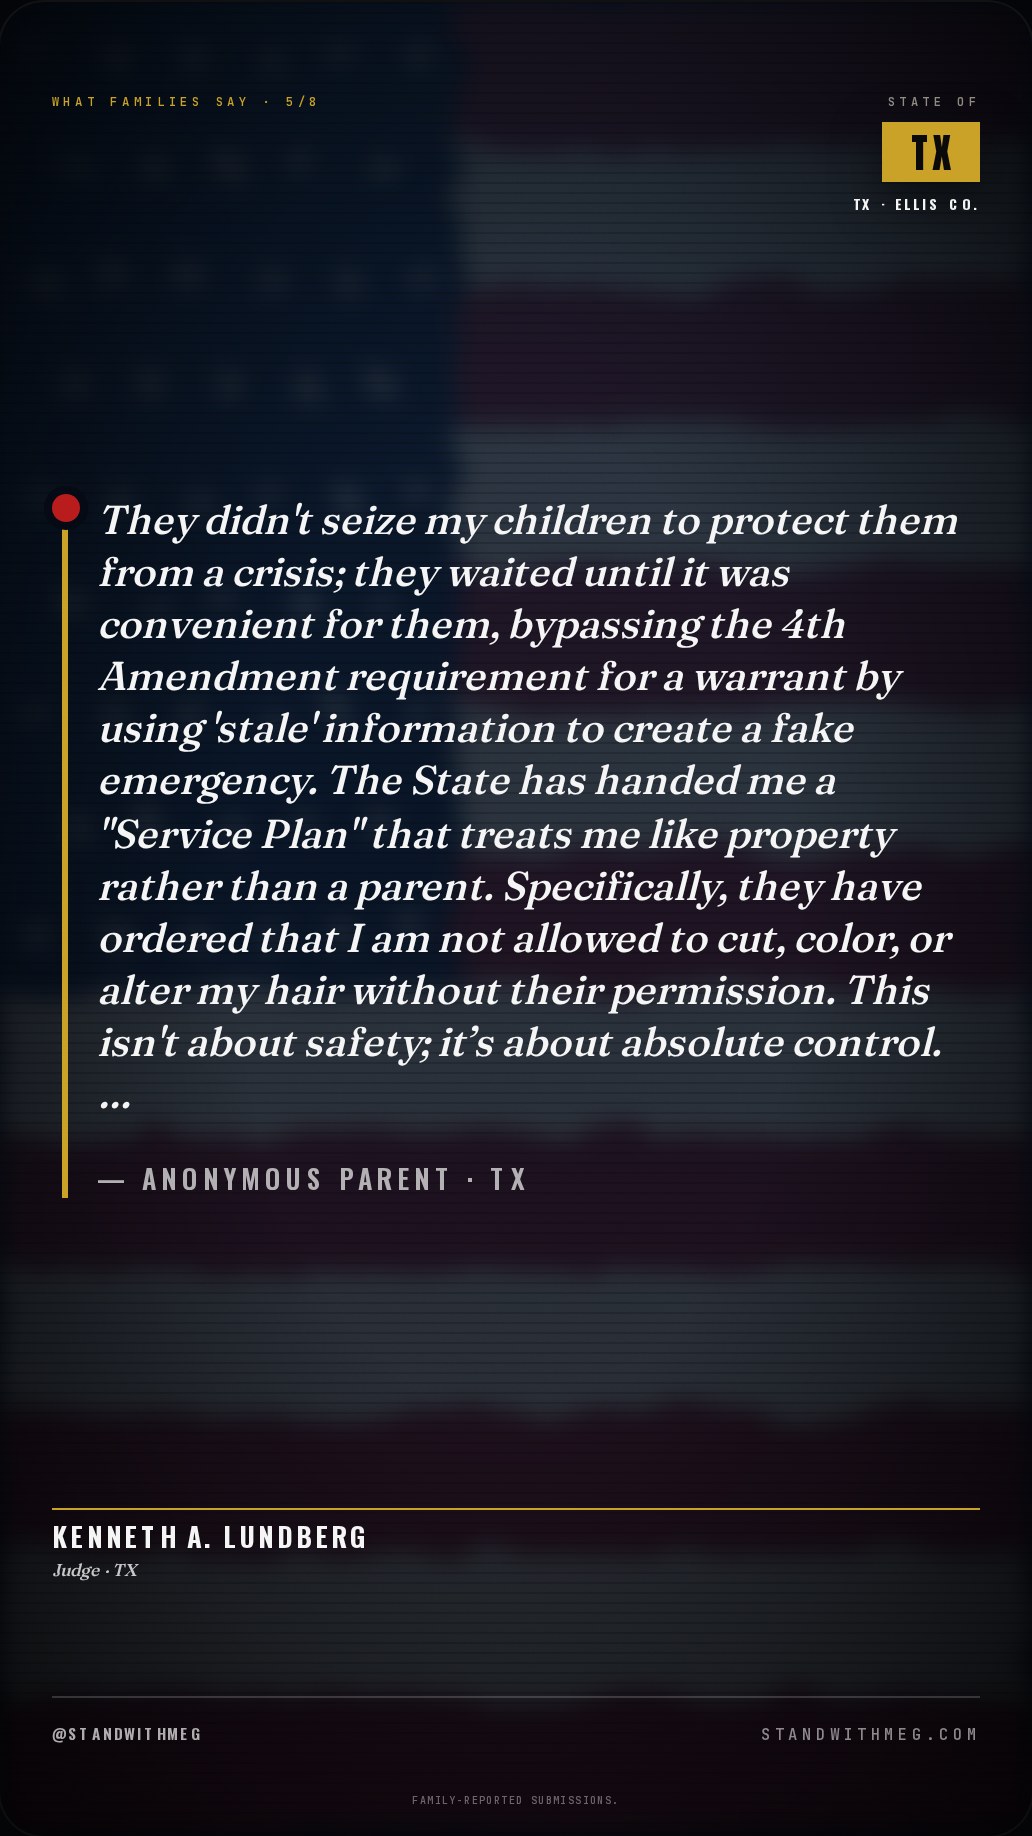 WHAT FAMILIES SAY · 5/8
STATE OF
TX
TX · ELLIS CO.
They didn't seize my children to protect them
from a crisis; they waited until it was
convenient for them, bypassing the 4th
Amendment requirement for a warrant by
using 'stale' information to create a fake
emergency. The State has handed me a
"Service Plan" that treats me like property
rather than a parent. Specifically, they have
ordered that I am not allowed to cut, color, or
alter my hair without their permission. This
isn't about safety; it’s about absolute control.
...
— ANONYMOUS PARENT · TX
KENNETH A. LUNDBERG
Judge · TX
@STANDWITHMEG
STANDWITHMEG.COM
FAMILY-REPORTED SUBMISSIONS.